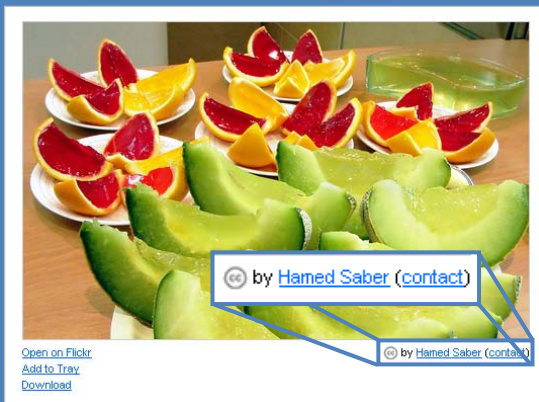 by Hamed Saber (contact)
Open on Flickr
by Hamed Saber (contact)
Add to Tray
Download